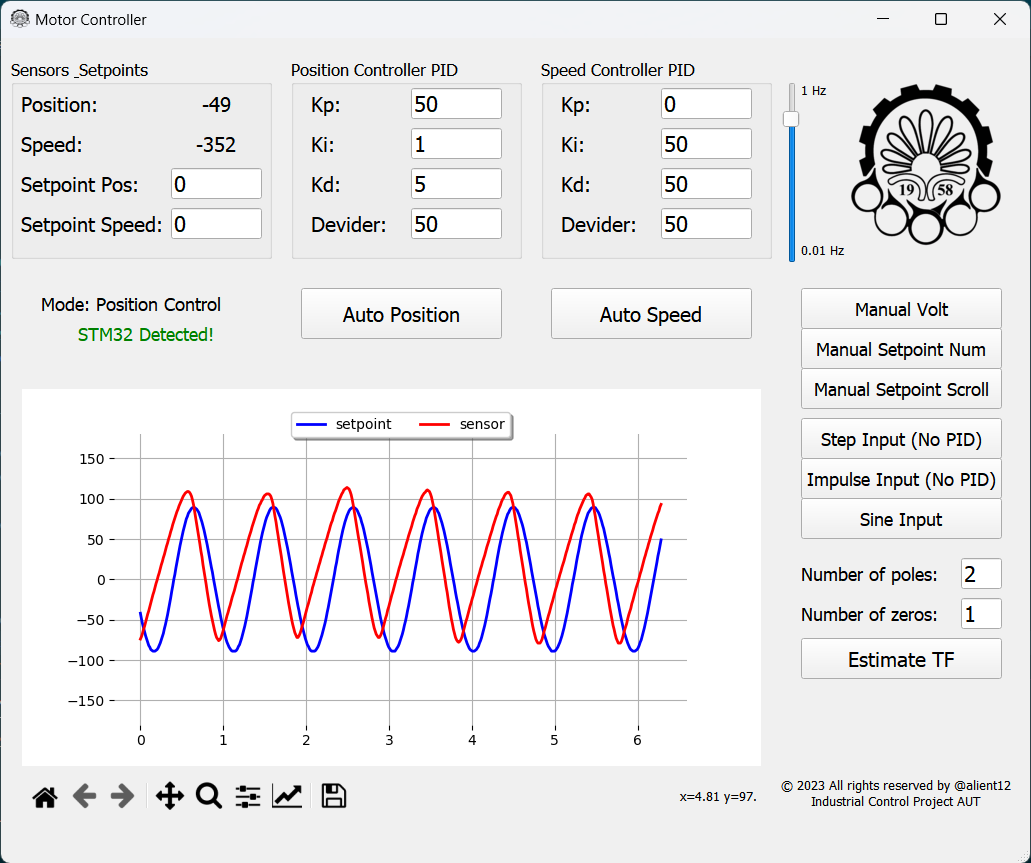 Motor Controller
Sensors _Setpoints
Position: -49
Speed: -352
Setpoint Pos: 0
Setpoint Speed: 0
Position Controller PID
Kp: 50
Ki: 1
Kd: 5
Devider: 50
Speed Controller PID
Kp: 0
Ki: 50
Kd: 50
Devider: 50
1 Hz
0.01 Hz
19 58
Mode: Position Control
STM32 Detected!
Auto Position
Auto Speed
Manual Volt
Manual Setpoint Num
Manual Setpoint Scroll
Step Input (No PID)
Impulse Input (No PID)
Sine Input
Number of poles: 2
Number of zeros: 1
Estimate TF
setpoint sensor
150
100
50
0
−50
−100
−150
0 1 2 3 4 5 6
x=4.81 y=97.
© 2023 All rights reserved by @alient12
Industrial Control Project AUT